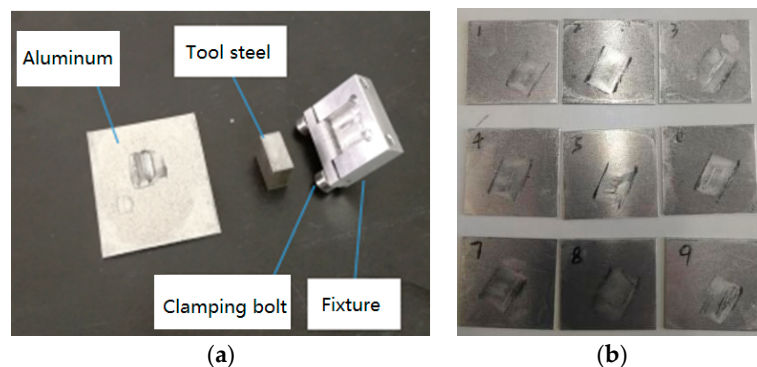 Aluminum
Tool steel
Clamping bolt
Fixture
1 2 3
4 5 6
7 8 9
(a) (b)